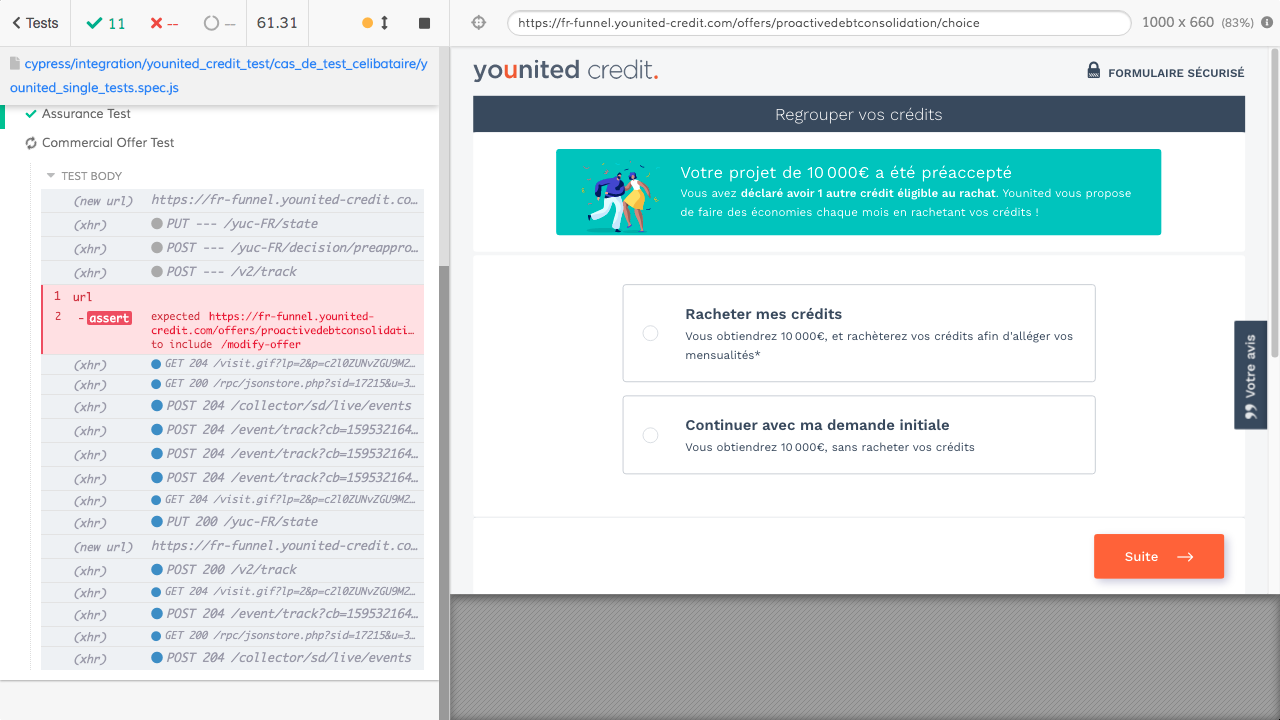 Tests
11
--
--
61.31
https://fr-funnel.younited-credit.com/offers/proactivedebtconsolidation/choice
1000 x 660 (83%)
cypress/integration/younited_credit_test/cas_de_test_celibataire/y
ounited_single_tests.spec.js
Assurance Test
Commercial Offer Test
TEST BODY
(new url) https://fr-funnel.younited-credit.co...
(xhr) PUT --- /yuc-FR/state
(xhr) POST --- /yuc-FR/decision/preappro...
(xhr) POST --- /v2/track
1 url
2 - assert expected https://fr-funnel.younited-
credit.com/offers/proactivedebtconsolidati...
to include /modify-offer
(xhr) GET 204 /visit.gif?lp=2&p=c2l0ZUNvZGU9M2...
(xhr) GET 200 /rpc/jsonstore.php?sid=17215&u=3...
(xhr) POST 204 /collector/sd/live/events
(xhr) POST 204 /event/track?cb=159532164...
(xhr) POST 204 /event/track?cb=159532164...
(xhr) POST 204 /event/track?cb=159532164...
(xhr) GET 204 /visit.gif?lp=2&p=c2l0ZUNvZGU9M2...
(xhr) PUT 200 /yuc-FR/state
(new url) https://fr-funnel.younited-credit.co...
(xhr) POST 200 /v2/track
(xhr) GET 204 /visit.gif?lp=2&p=c2l0ZUNvZGU9M2...
(xhr) POST 204 /event/track?cb=159532164...
(xhr) GET 200 /rpc/jsonstore.php?sid=17215&u=3...
(xhr) POST 204 /collector/sd/live/events
younited credit.
FORMULAIRE SÉCURISÉ
Regrouper vos crédits
Votre projet de 10 000€ a été préaccepté
Vous avez déclaré avoir 1 autre crédit éligible au rachat. Younited vous propose
de faire des économies chaque mois en rachetant vos crédits !
Racheter mes crédits
Vous obtiendrez 10 000€, et rachèterez vos crédits afin d'alléger vos
mensualités*
Continuer avec ma demande initiale
Vous obtiendrez 10 000€, sans racheter vos crédits
Votre avis
Suite